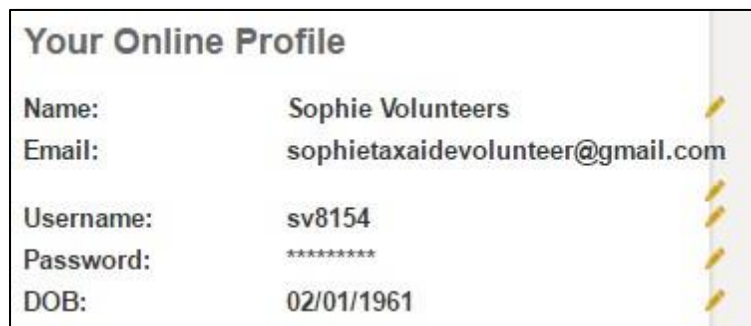 Your Online Profile
Name: Sophie Volunteers
Email: sophietaxaidevolunteer@gmail.com
Username: sv8154
Password: *********
DOB: 02/01/1961